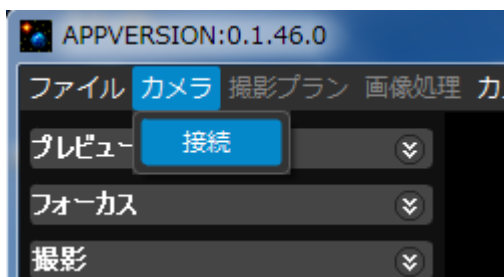 APPVERSION:0.1.46.0
ファイル カメラ 撮影プラン 画像処理
プレビュー 接続
フォーカス
撮影